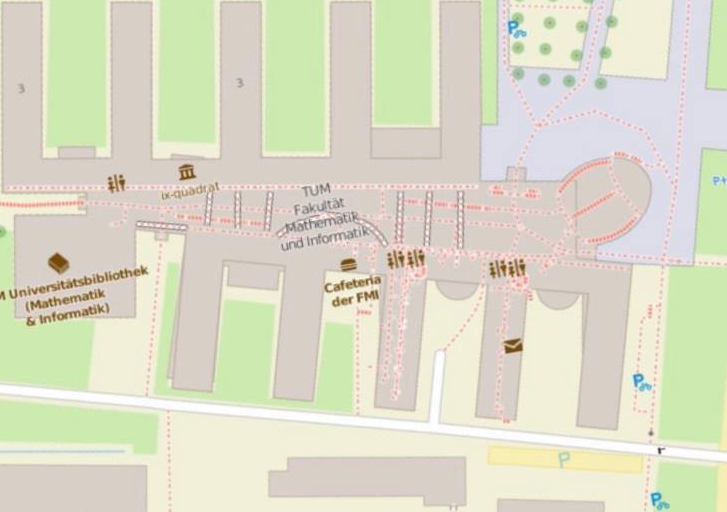 P
3
3
P
ix-quadrat
TUM
Fakultät
Mathematik
und Informatik
M Universitätsbibliothek
(Mathematik
& Informatik)
Cafeteria
der FMI
P
P
r
P